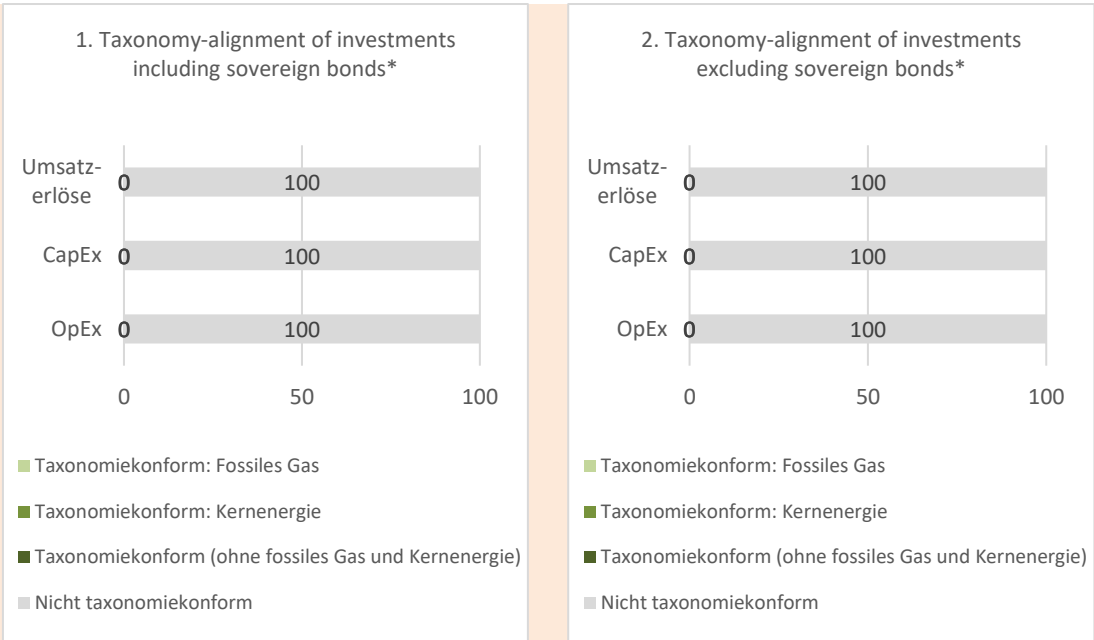 1. Taxonomy-alignment of investments
including sovereign bonds*
Umsatz-
erlöse
0
100
CapEx
0
100
OpEx
0
100
0
50
100
Taxonomiekonform: Fossiles Gas
Taxonomiekonform: Kernenergie
Taxonomiekonform (ohne fossiles Gas und Kernenergie)
Nicht taxonomiekonform
2. Taxonomy-alignment of investments
excluding sovereign bonds*
Umsatz-
erlöse
0
100
CapEx
0
100
OpEx
0
100
0
50
100
Taxonomiekonform: Fossiles Gas
Taxonomiekonform: Kernenergie
Taxonomiekonform (ohne fossiles Gas und Kernenergie)
Nicht taxonomiekonform